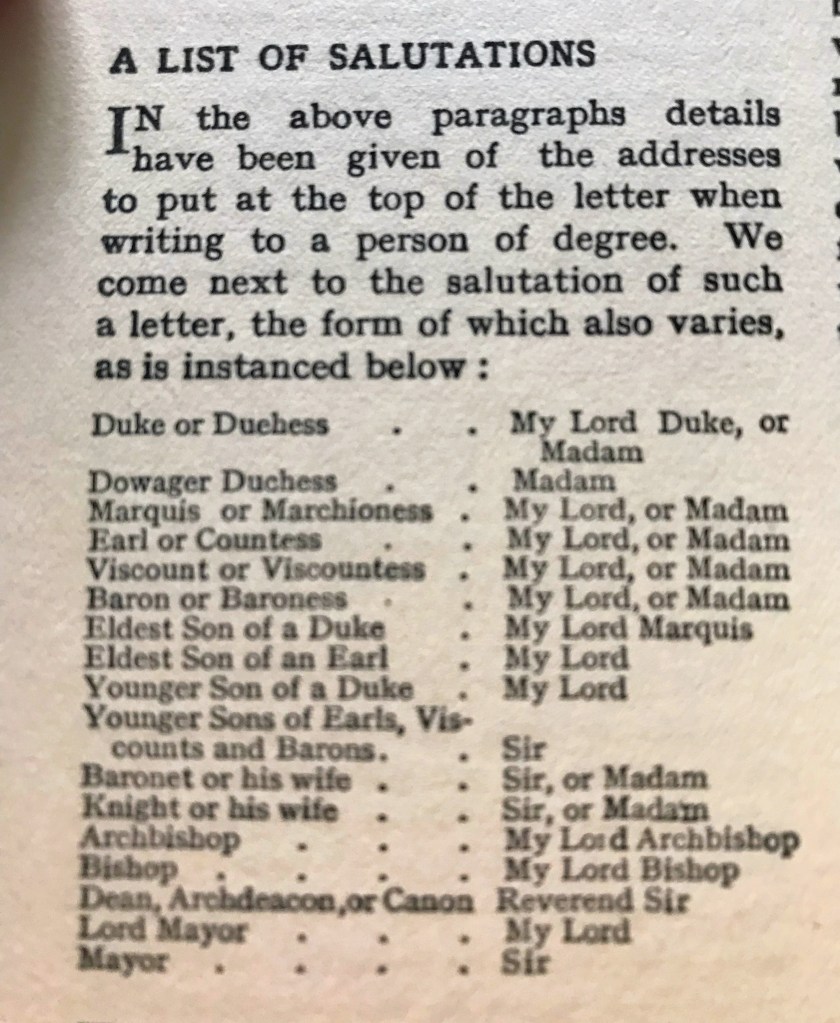 A LIST OF SALUTATIONS
IN the above paragraphs details
have been given of the addresses
to put at the top of the letter when
writing to a person of degree. We
come next to the salutation of such
a letter, the form of which also varies,
as is instanced below :
Duke or Duchess . . My Lord Duke, or
Madam
Dowager Duchess . . Madam
Marquis or Marchioness . My Lord, or Madam
Earl or Countess . . My Lord, or Madam
Viscount or Viscountess . My Lord, or Madam
Baron or Baroness . . My Lord, or Madam
Eldest Son of a Duke . My Lord Marquis
Eldest Son of an Earl . My Lord
Younger Son of a Duke . My Lord
Younger Sons of Earls, Vis-
counts and Barons. . Sir
Baronet or his wife . . Sir, or Madam
Knight or his wife . . Sir, or Madam
Archbishop . . . My Lord Archbishop
Bishop . . . . My Lord Bishop
Dean, Archdeacon,or Canon Reverend Sir
Lord Mayor . . . My Lord
Mayor . . . . Sir